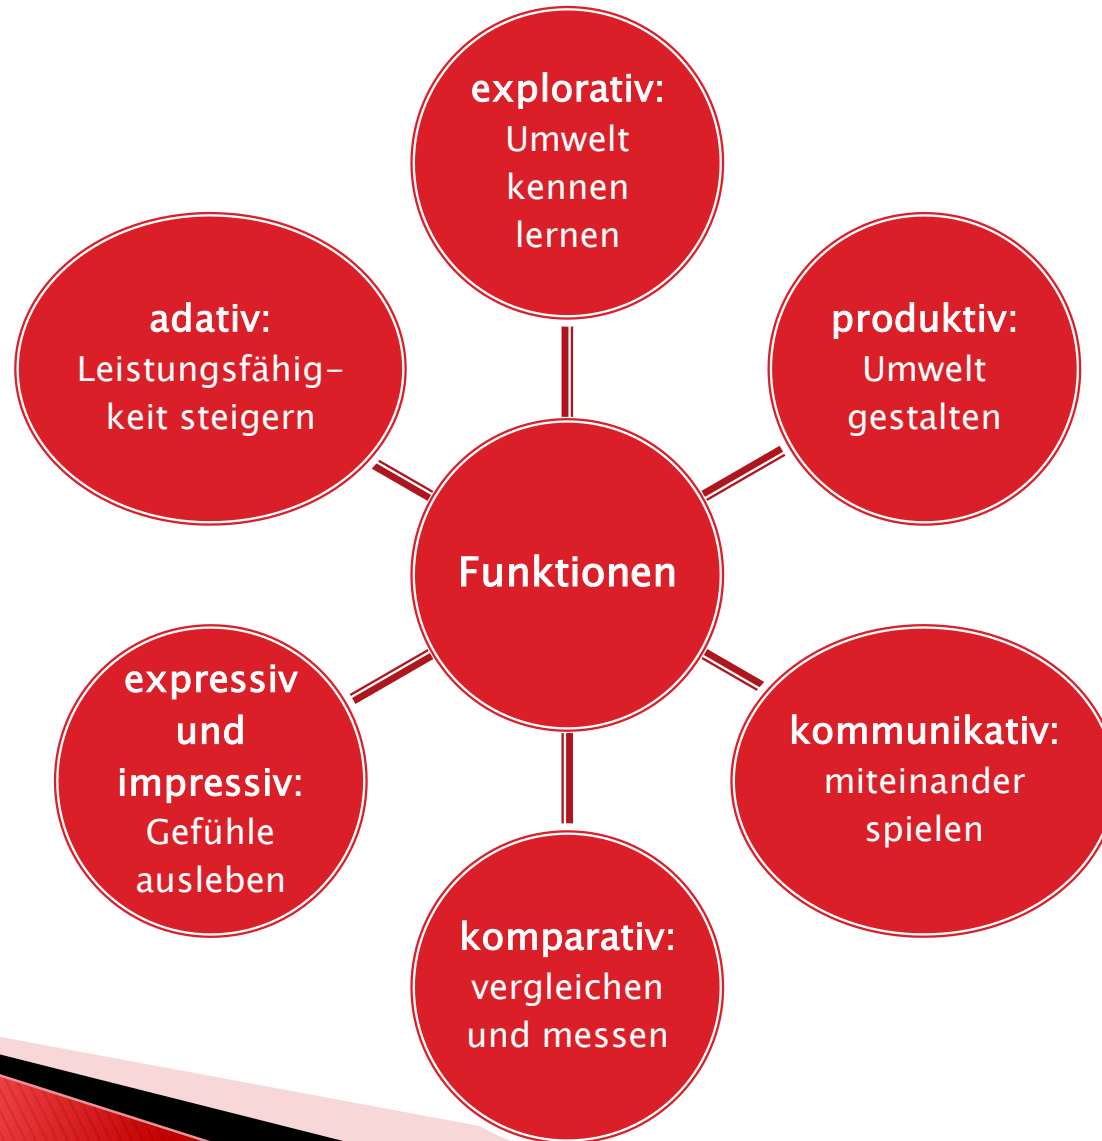 explorativ:
Umwelt
kennen
lernen
produktiv:
Umwelt
gestalten
kommunikativ:
miteinander
spielen
komparativ:
vergleichen
und messen
expressiv
und
impressiv:
Gefühle
ausleben
adativ:
Leistungsfähig-
keit steigern
Funktionen